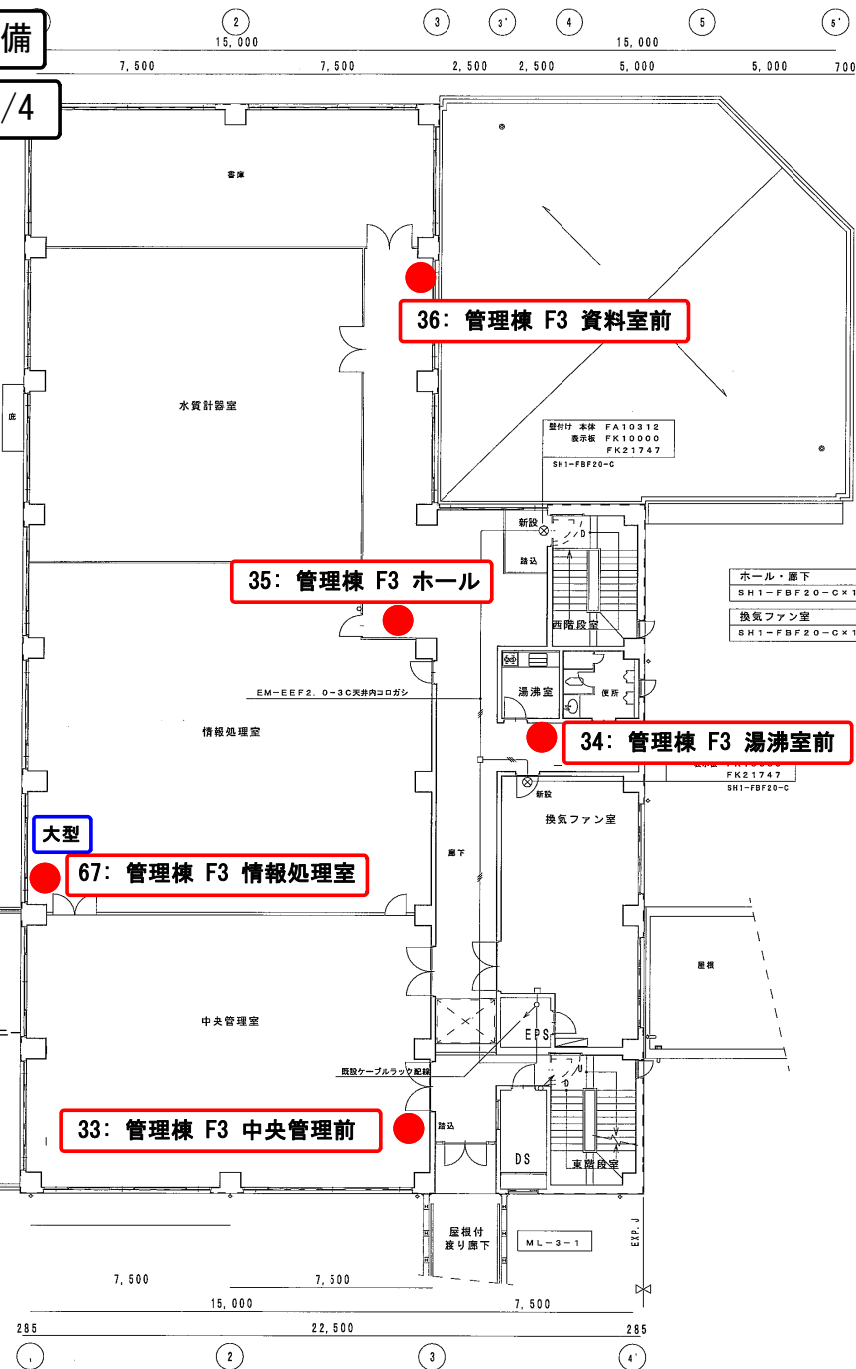 備
/4
2 3 3' 4 5 5'
15,000 15,000
7,500 7,500 2,500 2,500 5,000 5,000 700
書庫
36: 管理棟 F3 資料室前
水質計器室
庇
壁付け 本体 FA10312
表示板 FK10000
FK21747
SH1-FBF20-C
新設
D
踏込
35: 管理棟 F3 ホール
ホール・廊下
SH1-FBF20-C×1
換気ファン室
SH1-FBF20-C×1
西階段室
湯沸室
便所
EM-EEF2.0-3C天井内コロガシ
情報処理室
34: 管理棟 F3 湯沸室前
FK21747
SH1-FBF20-C
新設
換気ファン室
大型
廊下
67: 管理棟 F3 情報処理室
屋根
中央管理室
EPS
既設ケーブルラック配線
U
D
33: 管理棟 F3 中央管理前
踏込
DS
東階段室
屋根付
渡り廊下
ML-3-1
EXP.J
7,500 7,500
15,000 7,500
285 22,500 285
1 2 3 4'